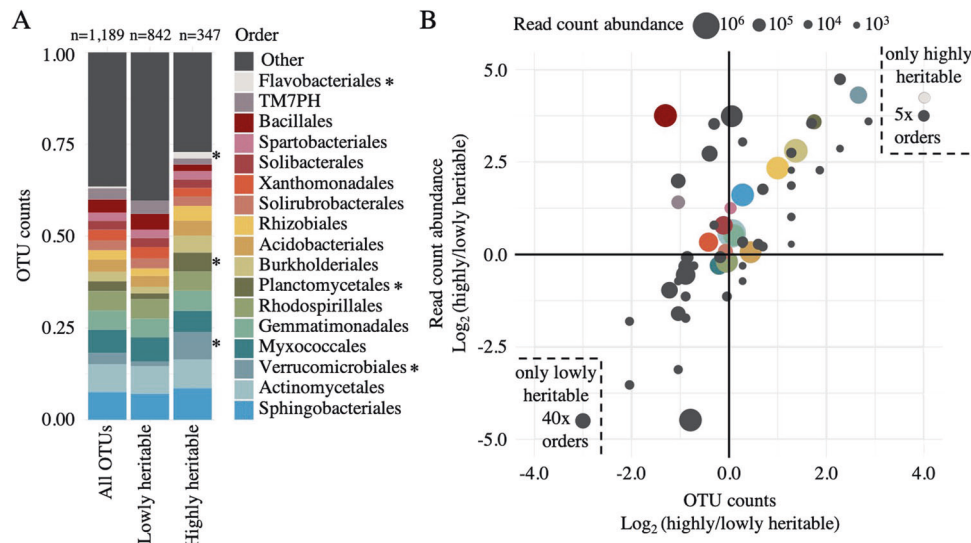 A
n=1,189 n=842 n=347 Order
1.00
0.75
0.50
0.25
0.00
OTU counts
All OTUs
Lowly heritable
Highly heritable
Other
Flavobacteriales *
TM7PH
Bacillales
Spartobacteriales
Solibacterales
Xanthomonadales
Solirubrobacterales
Rhizobiales
Acidobacteriales
Burkholderiales
Planctomycetales *
Rhodospirillales
Gemmatimonadales
Myxococcales
Verrucomicrobiales *
Actinomycetales
Sphingobacteriales
*
*
*
B
Read count abundance 10⁶ 10⁵ 10⁴ 10³
5.0
2.5
0.0
-2.5
-5.0
Read count abundance
Log₂ (highly/lowly heritable)
only highly
heritable
5x
orders
only lowly
heritable
40x
orders
-4.0 -2.0 0.0 2.0 4.0
OTU counts
Log₂ (highly/lowly heritable)